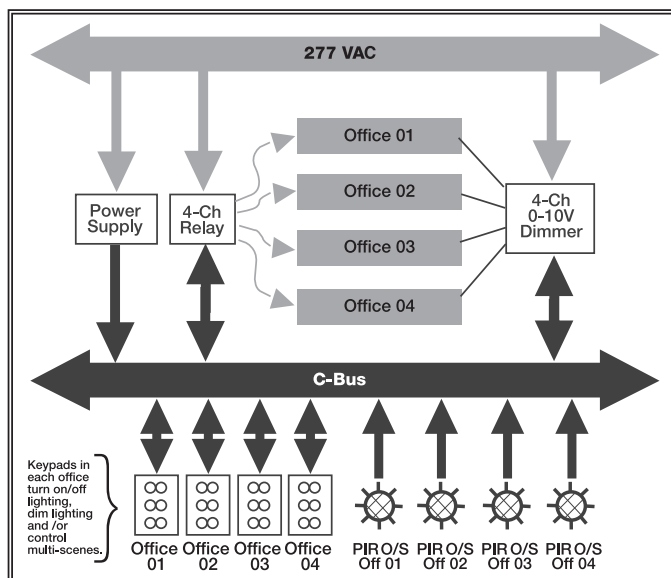 277 VAC
Office 01
Office 02
Office 03
Office 04
Power
Supply
4-Ch
Relay
4-Ch
0-10V
Dimmer
C-Bus
Keypads in
each office
turn on/off
lighting,
dim lighting
and /or
control
multi-scenes.
Office
01
Office
02
Office
03
Office
04
PIR O/S
Off 01
PIR O/S
Off 02
PIR O/S
Off 03
PIR O/S
Off 04